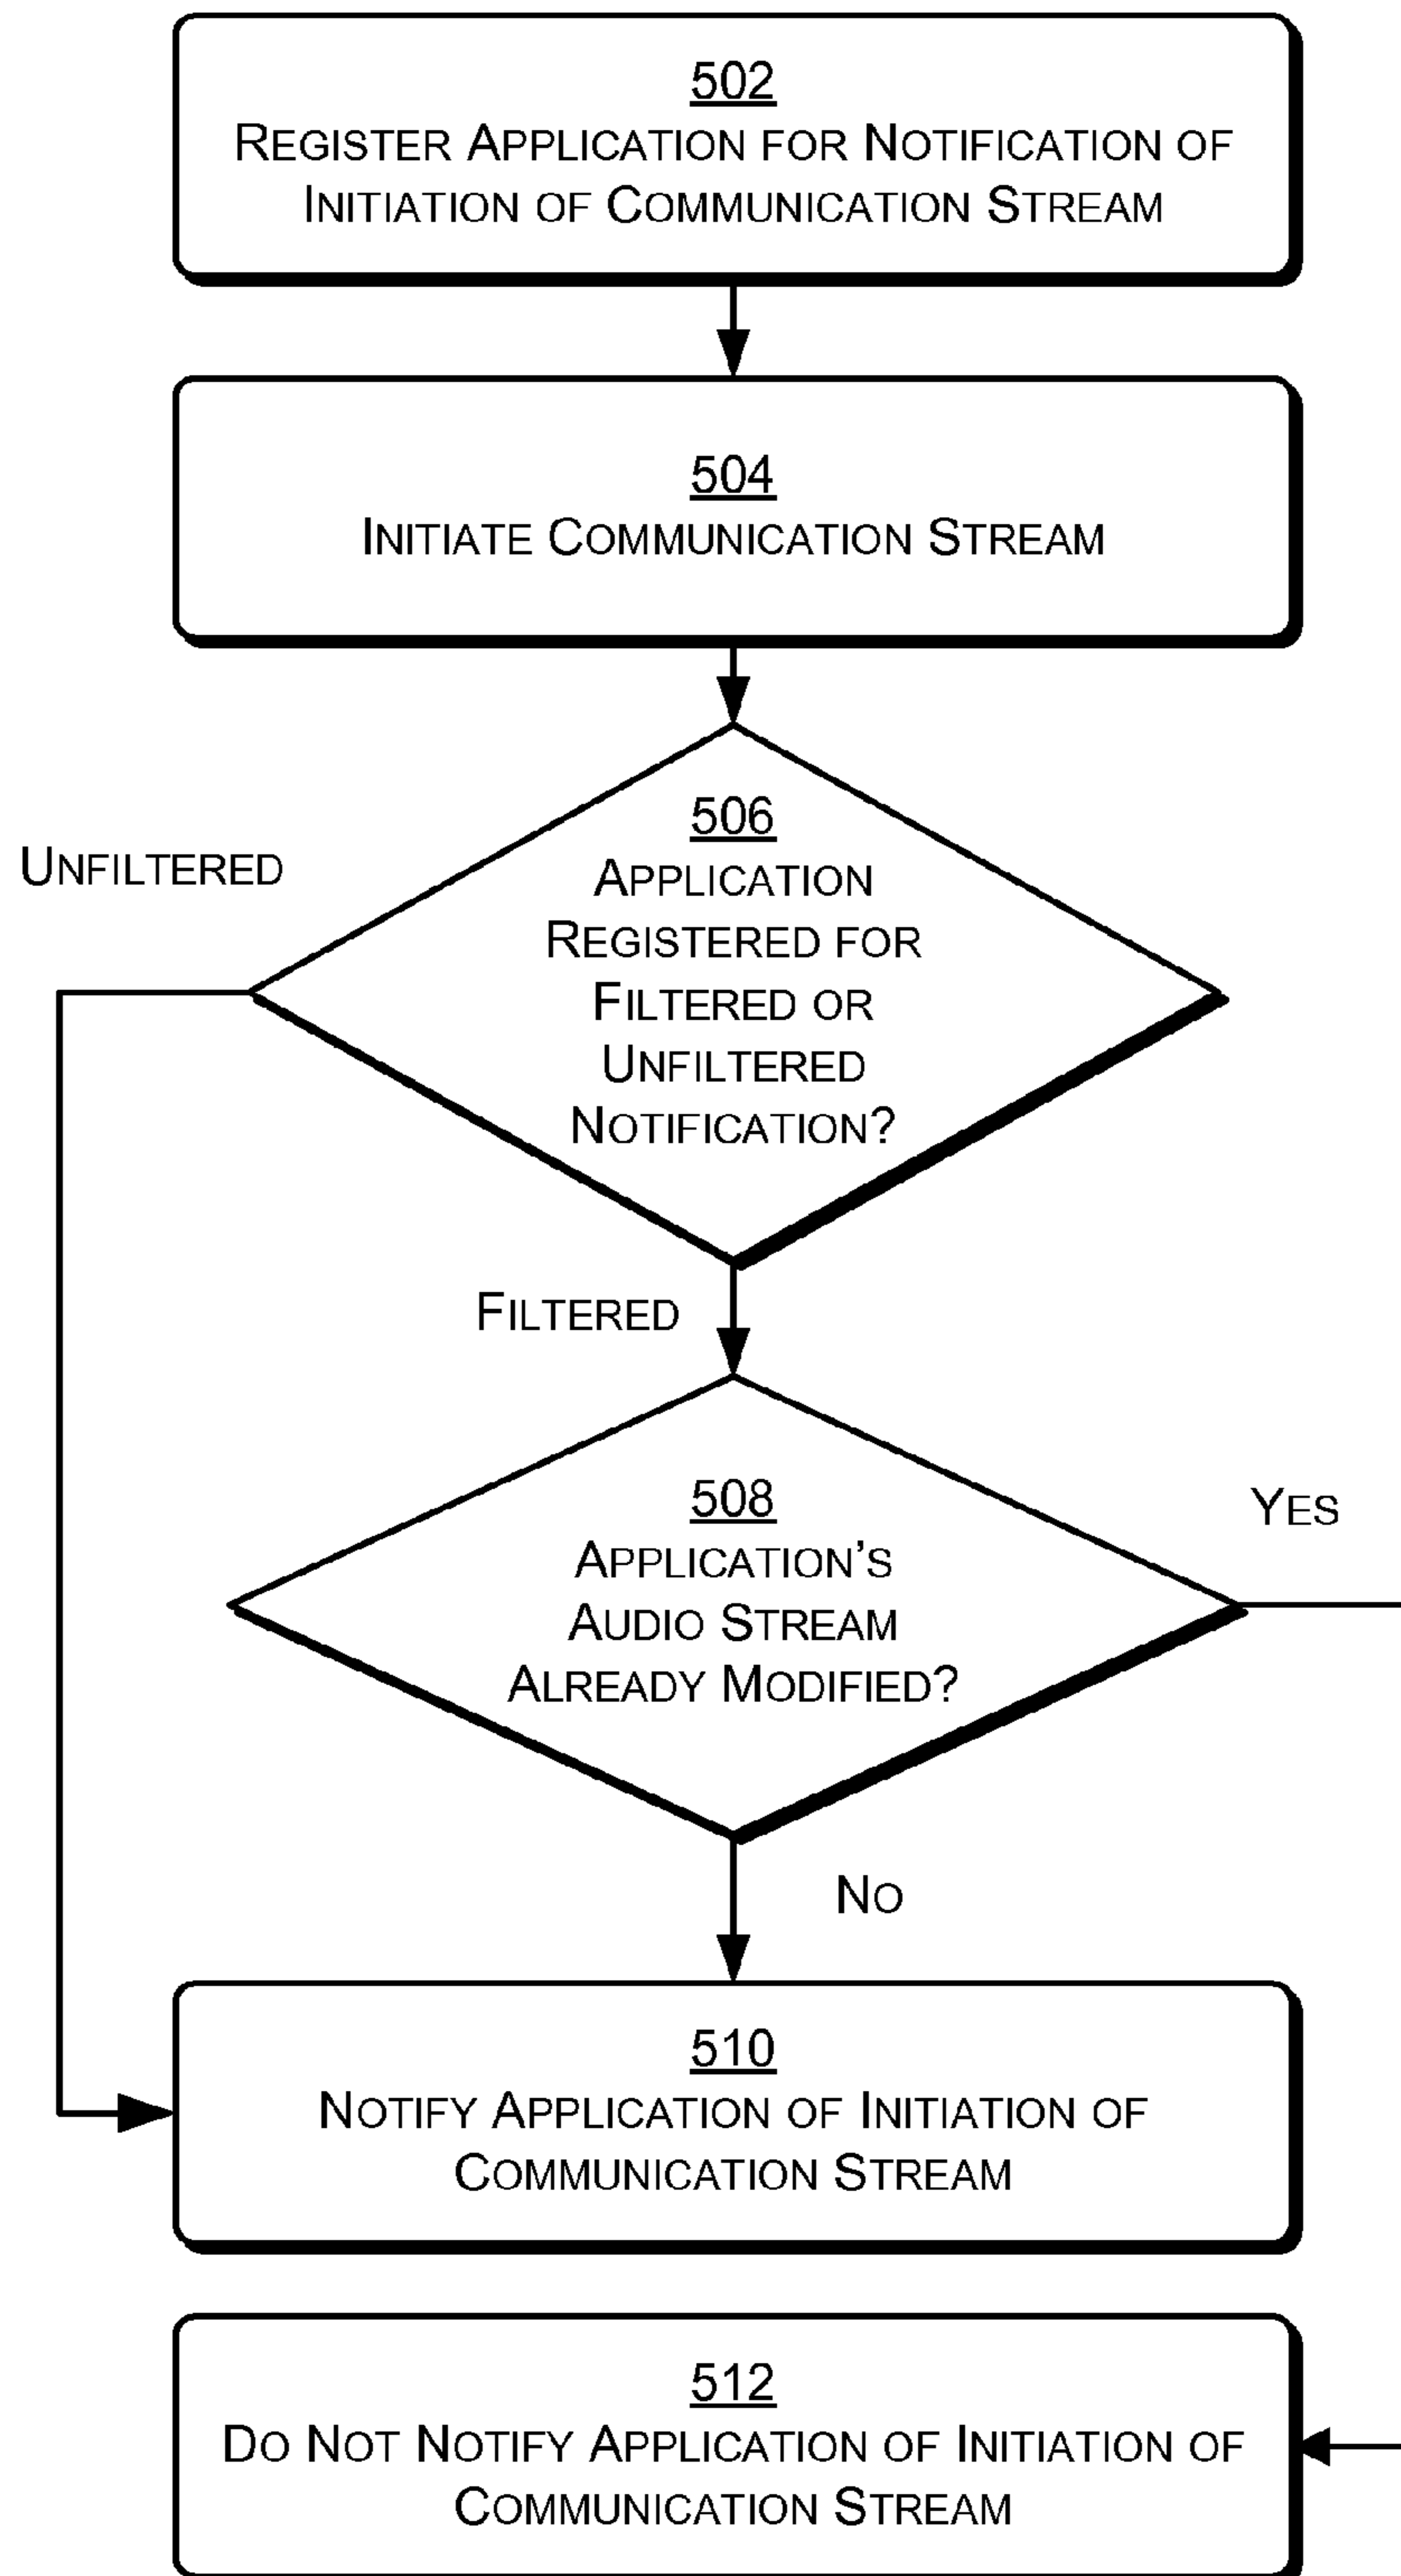 502
Register Application for Notification of
Initiation of Communication Stream
504
Initiate Communication Stream
506
Application
Registered for
Filtered or
Unfiltered
Notification?
Unfiltered
Filtered
508
Application's
Audio Stream
Already Modified?
Yes
No
510
Notify Application of Initiation of
Communication Stream
512
Do Not Notify Application of Initiation of
Communication Stream